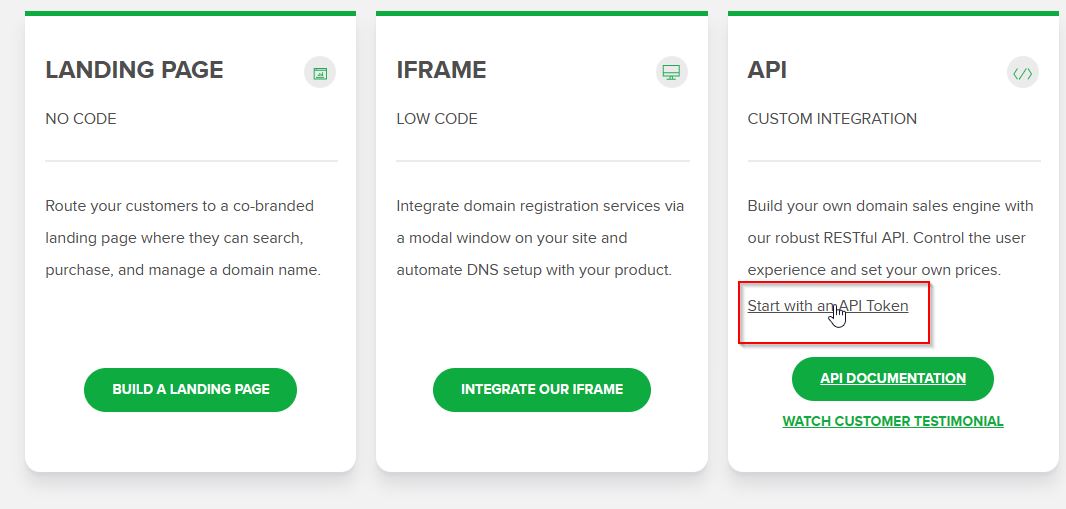 LANDING PAGE
NO CODE
Route your customers to a co-branded
landing page where they can search,
purchase, and manage a domain name.
BUILD A LANDING PAGE
IFRAME
LOW CODE
Integrate domain registration services via
a modal window on your site and
automate DNS setup with your product.
INTEGRATE OUR IFRAME
API
CUSTOM INTEGRATION
Build your own domain sales engine with
our robust RESTful API. Control the user
experience and set your own prices.
Start with an API Token
API DOCUMENTATION
WATCH CUSTOMER TESTIMONIAL